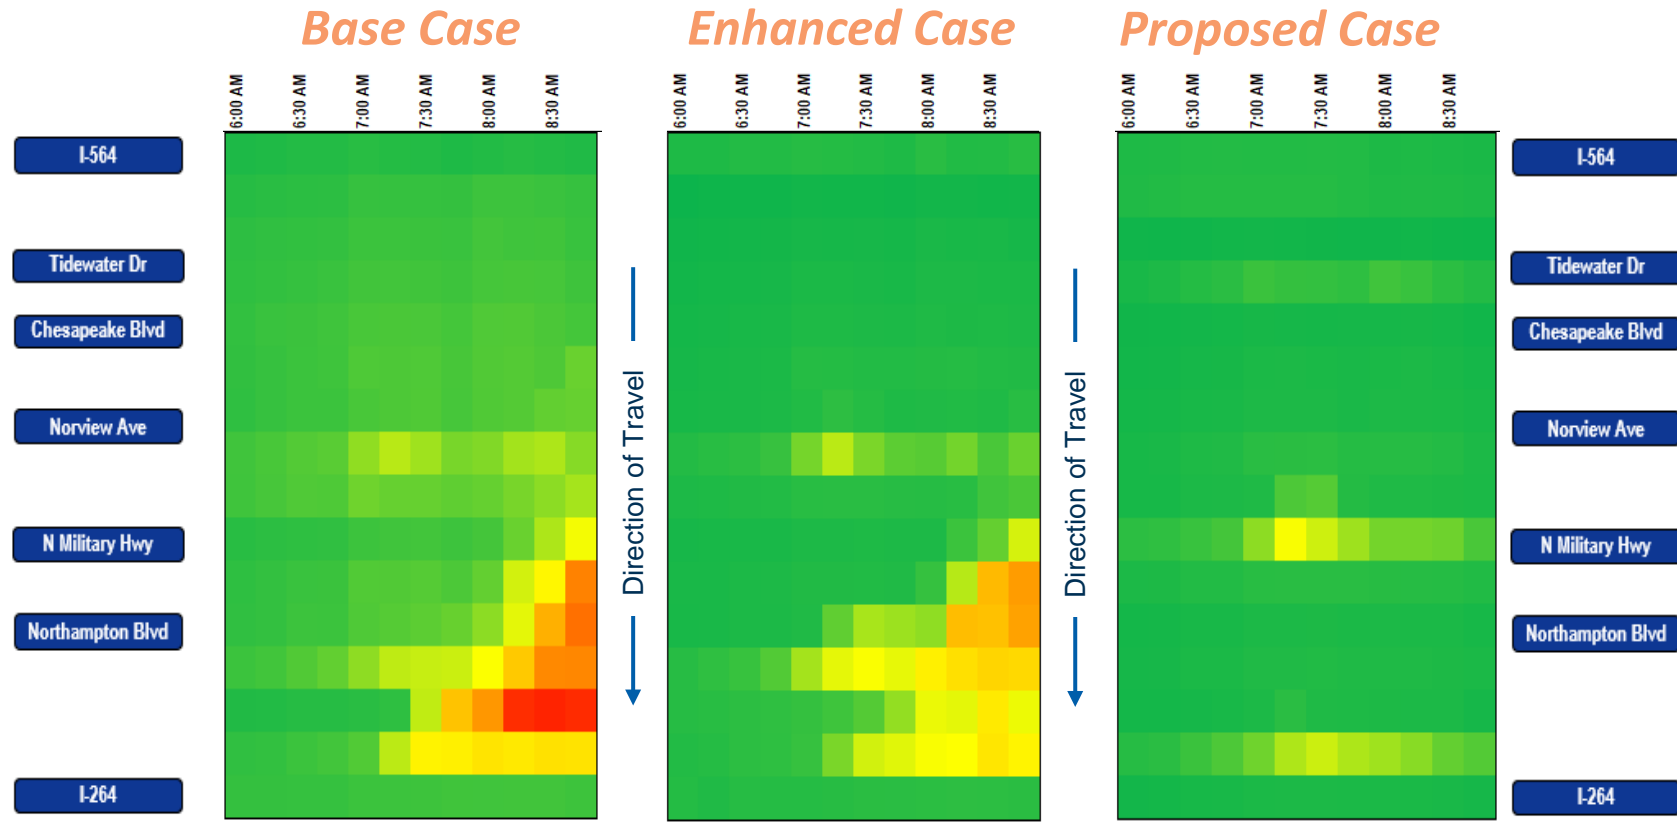 Base Case
Enhanced Case
Proposed Case
6:00 AM
6:30 AM
7:00 AM
7:30 AM
8:00 AM
8:30 AM
6:00 AM
6:30 AM
7:00 AM
7:30 AM
8:00 AM
8:30 AM
6:00 AM
6:30 AM
7:00 AM
7:30 AM
8:00 AM
8:30 AM
I-564
Tidewater Dr
Chesapeake Blvd
Norview Ave
N Military Hwy
Northampton Blvd
I-264
Direction of Travel
Direction of Travel
I-564
Tidewater Dr
Chesapeake Blvd
Norview Ave
N Military Hwy
Northampton Blvd
I-264